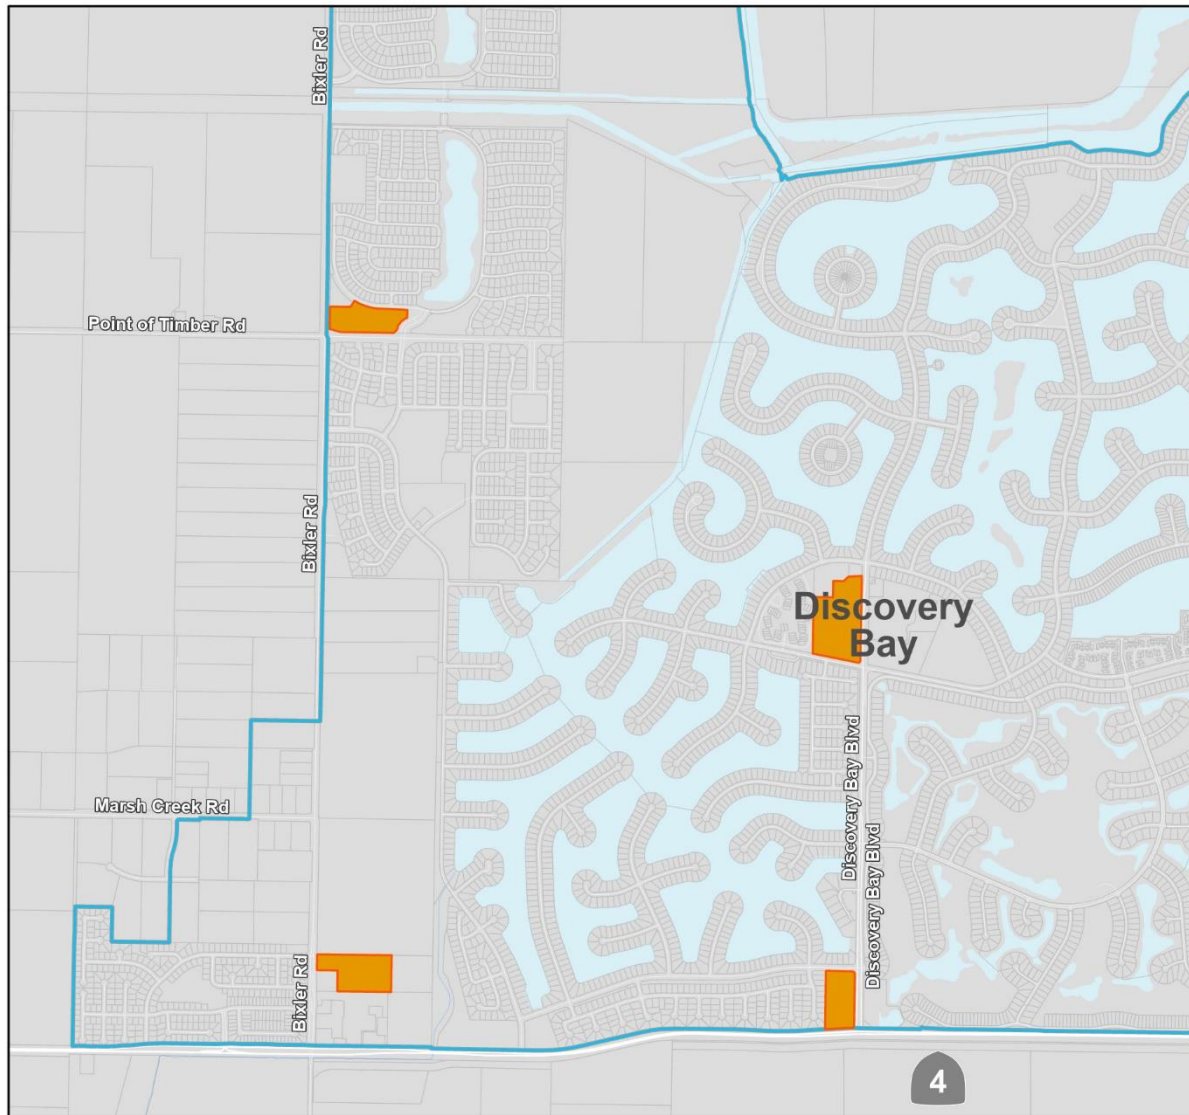 Bixler Rd
Point of Timber Rd
Bixler Rd
Discovery
Bay
Discovery Bay Blvd
Marsh Creek Rd
Discovery Bay Blvd
Bixler Rd
4